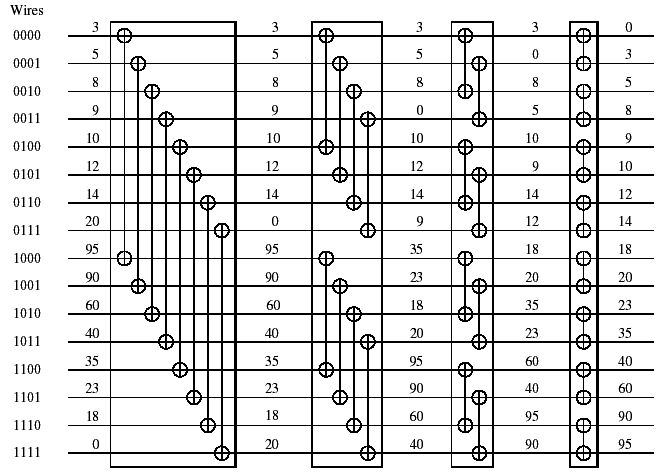 Wires
0000 3 3 3 3 0
0001 5 5 5 0 3
0010 8 8 8 8 5
0011 9 9 0 5 8
0100 10 10 10 10 9
0101 12 12 12 9 10
0110 14 14 14 14 12
0111 20 0 9 12 14
1000 95 95 35 18 18
1001 90 90 23 20 20
1010 60 60 18 35 23
1011 40 40 20 23 35
1100 35 35 95 60 40
1101 23 23 90 40 60
1110 18 18 60 95 90
1111 0 20 40 90 95